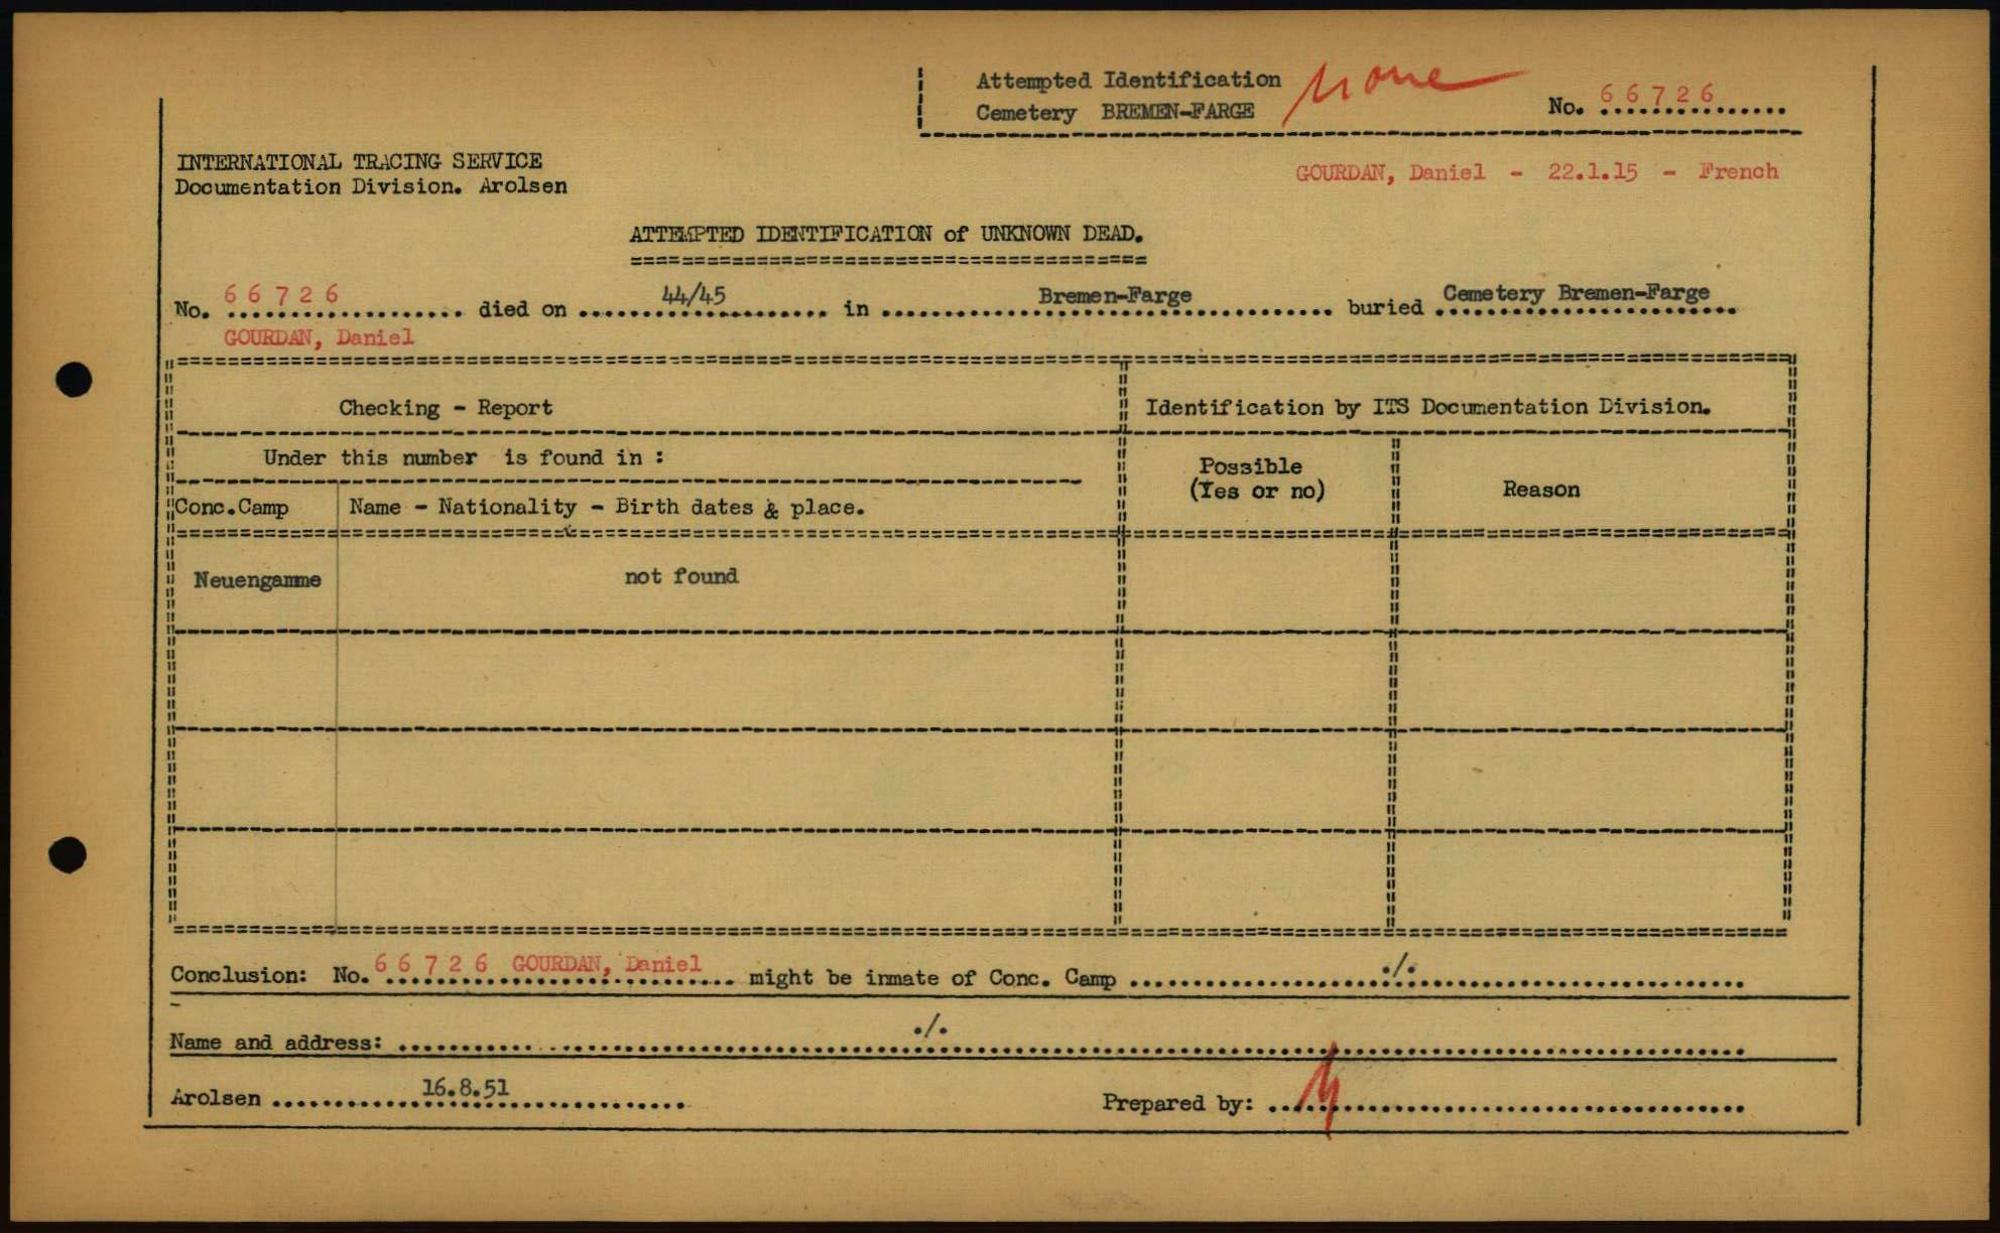 Attempted Identification none
Cemetery BREMEN-FARGE No. 66726
INTERNATIONAL TRACING SERVICE
Documentation Division. Arolsen
GOURDAN, Daniel - 22.1.15 - French
ATTEMPTED IDENTIFICATION of UNKNOWN DEAD.
No. 66726 died on 44/45 in Bremen-Farge buried Cemetery Bremen-Farge
GOURDAN, Daniel
Checking - Report
Identification by ITS Documentation Division.
Under this number is found in :
Possible
(Yes or no)
Reason
Conc.Camp Name - Nationality - Birth dates & place.
Neuengamme not found
Conclusion: No. 66726 GOURDAN, Daniel might be inmate of Conc. Camp ./.
Name and address: ./.
Arolsen 16.8.51 Prepared by: